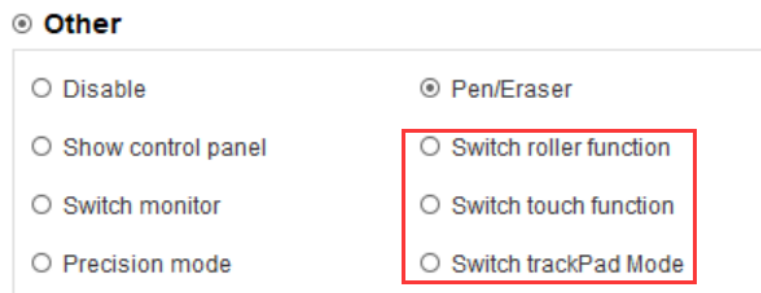 Other
Disable
Pen/Eraser
Show control panel
Switch roller function
Switch monitor
Switch touch function
Precision mode
Switch trackPad Mode